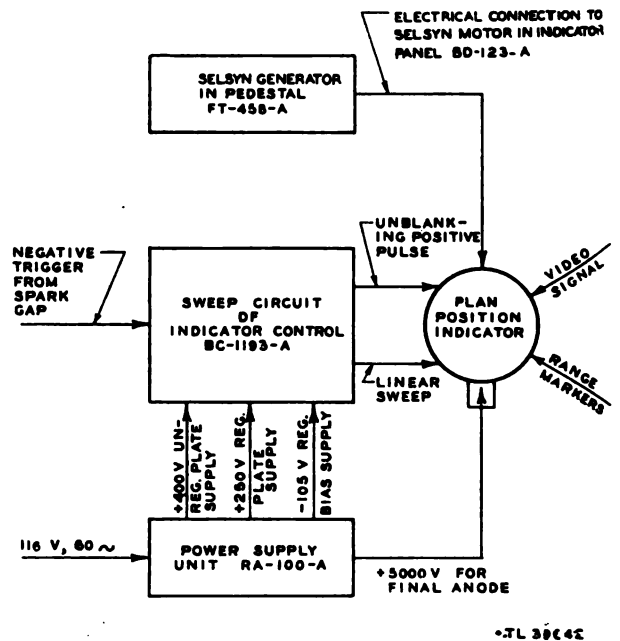 ELECTRICAL CONNECTION TO
SELSYN MOTOR IN INDICATOR
PANEL BD-123-A
SELSYN GENERATOR
IN PEDESTAL
FT-458-A
UNBLANK-
ING POSITIVE
PULSE
NEGATIVE
TRIGGER
FROM
SPARK
GAP
SWEEP CIRCUIT
OF
INDICATOR CONTROL
BC-1193-A
PLAN
POSITION
INDICATOR
VIDEO
SIGNAL
RANGE
MARKERS
LINEAR
SWEEP
+400V UN-
REG. PLATE
SUPPLY
+250V REG.
PLATE
SUPPLY
-105 V REG.
BIAS SUPPLY
POWER SUPPLY
UNIT RA-100-A
+5000 V FOR
FINAL ANODE